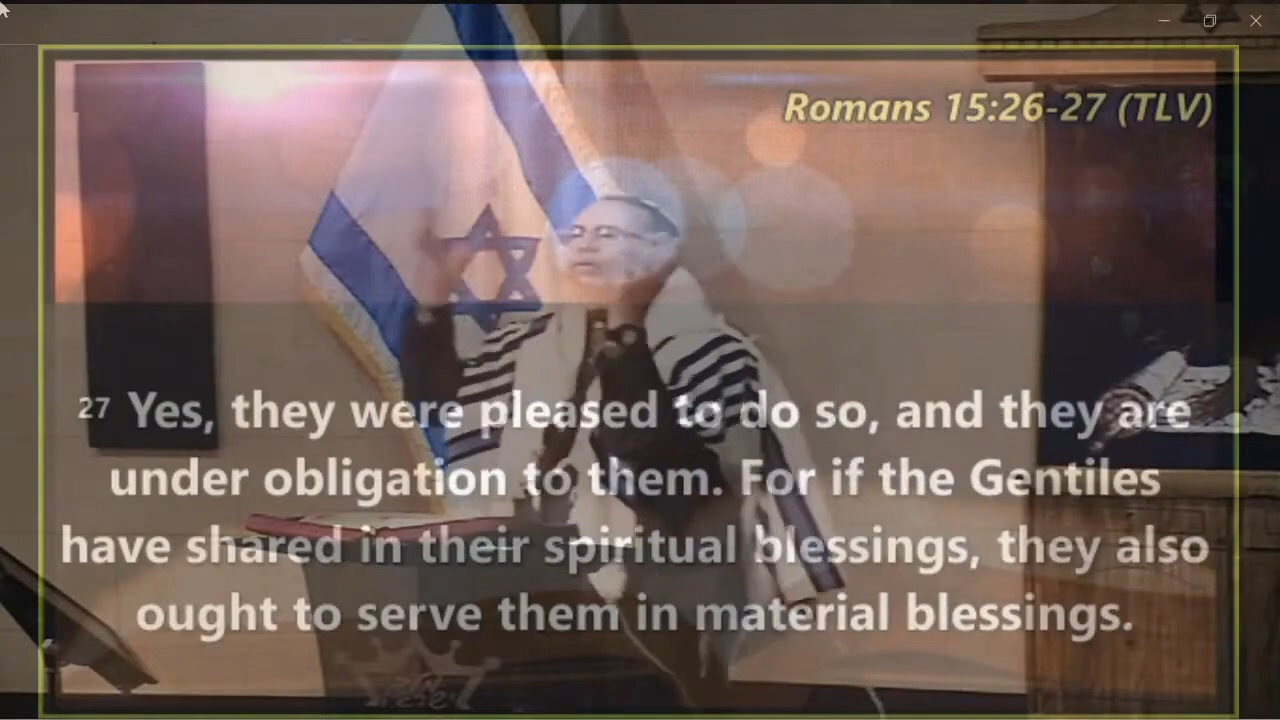 Romans 15:26-27 (TLV)
27 Yes, they were pleased to do so, and they are
under obligation to them. For if the Gentiles
have shared in their spiritual blessings, they also
ought to serve them in material blessings.